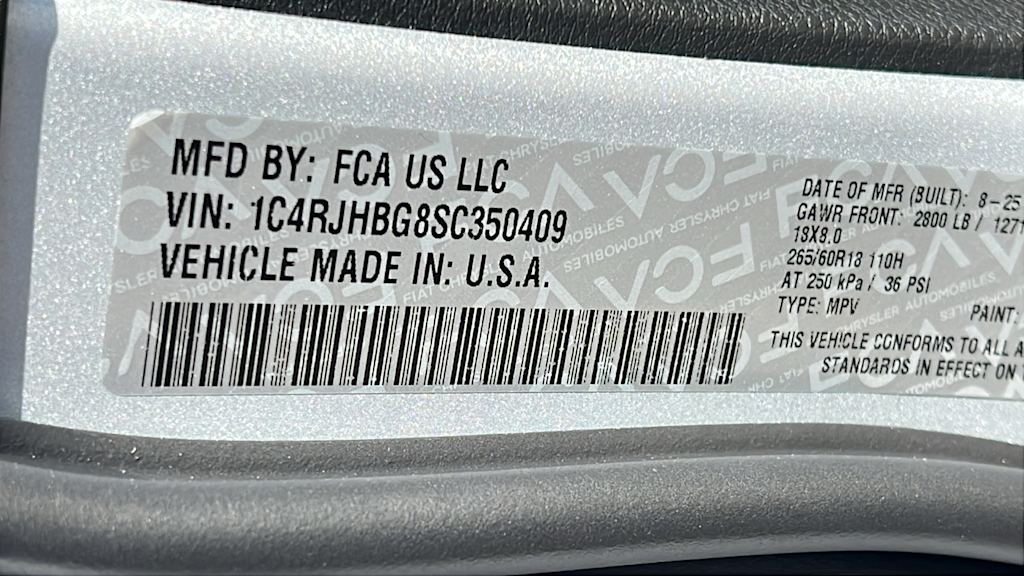 MFD BY: FCA US LLC
VIN: 1C4RJHBG8SC350409
VEHICLE MADE IN: U.S.A.
DATE OF MFR (BUILT): 8-25
GAWR FRONT: 2800 LB / 127
18X8.0
265/60R18 110H
AT 250 kPa / 36 PSI
TYPE: MPV PAINT:
THIS VEHICLE CONFORMS TO ALL A
STANDARDS IN EFFECT ON